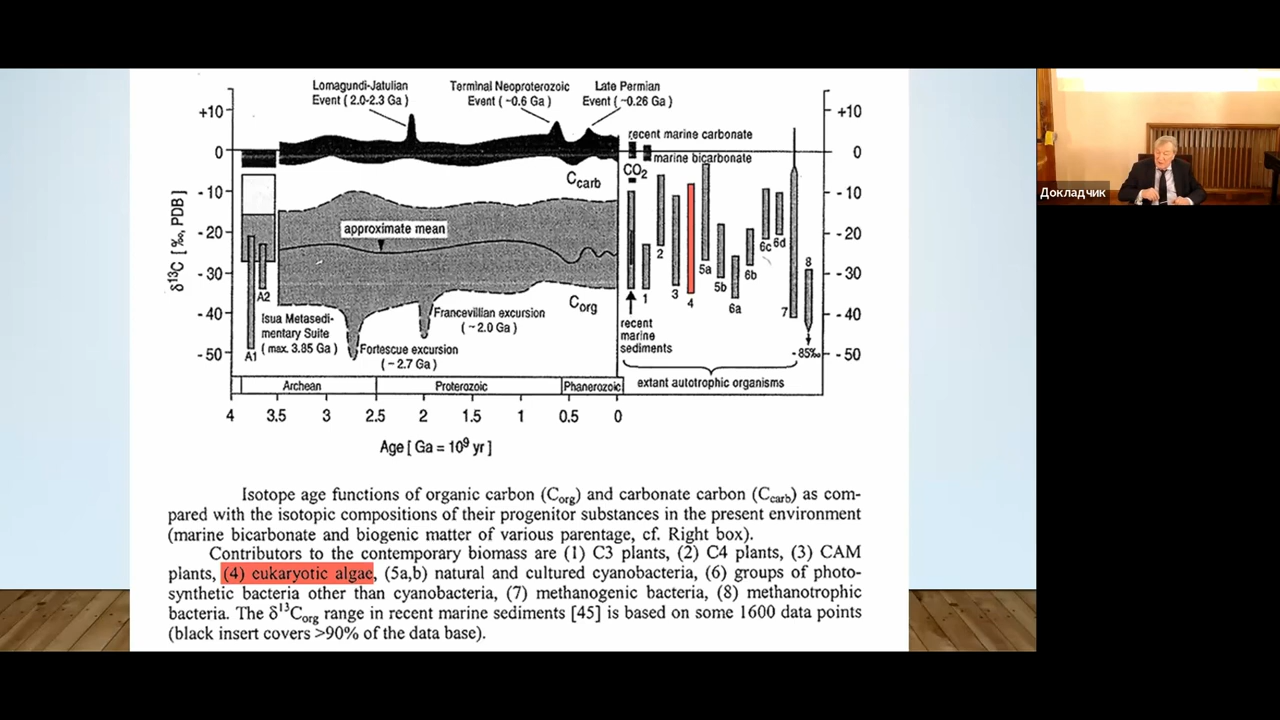 Lomagundi-Jatulian
Event ( 2.0-2.3 Ga )
Terminal Neoproterozoic
Event ( ~0.6 Ga )
Late Permian
Event ( ~0.26 Ga )
+10
0
-10
-20
-30
-40
-50
δ¹³C [‰, PDB]
recent marine carbonate
marine bicarbonate
CO₂
Ccarb
approximate mean
Corg
A1
A2
Isua Metasedi-
mentary Suite
( max. 3.85 Ga )
Fortescue excursion
( ~ 2.7 Ga )
Francevillian excursion
( ~ 2.0 Ga )
recent
marine
sediments
1
2
3
4
5a
5b
6a
6b
6c
6d
7
8
- 85‰
+10
0
-10
-20
-30
-40
-50
extant autotrophic organisms
Archean
Proterozoic
Phanerozoic
4
3.5
3
2.5
2
1.5
1
0.5
0
Age [ Ga = 10⁹ yr ]
Isotope age functions of organic carbon (Corg) and carbonate carbon (Ccarb) as com-
pared with the isotopic compositions of their progenitor substances in the present environment
(marine bicarbonate and biogenic matter of various parentage, cf. Right box).
Contributors to the contemporary biomass are (1) C3 plants, (2) C4 plants, (3) CAM
plants, (4) eukaryotic algae, (5a,b) natural and cultured cyanobacteria, (6) groups of photo-
synthetic bacteria other than cyanobacteria, (7) methanogenic bacteria, (8) methanotrophic
bacteria. The δ¹³Corg range in recent marine sediments [45] is based on some 1600 data points
(black insert covers >90% of the data base).
Докладчик